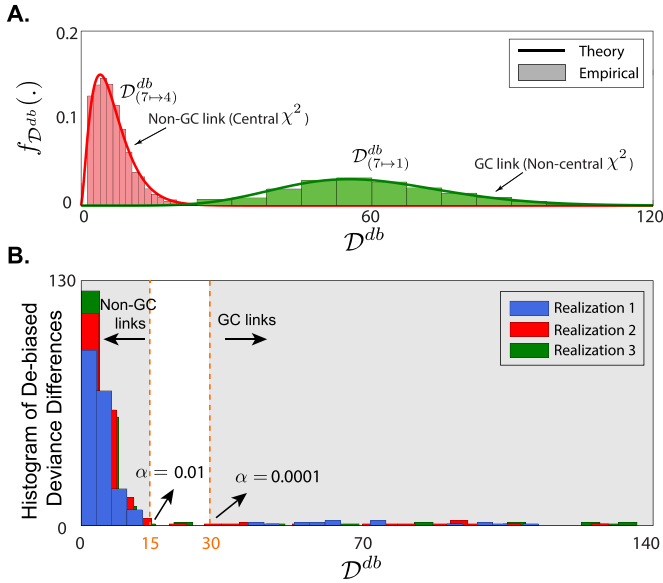 A.
0.2
Theory
Empirical
𝒟^{db}_{(7↦4)}
Non-GC link (Central χ²)
0.1
f_{𝒟^{db}}(.)
𝒟^{db}_{(7↦1)}
GC link (Non-central χ²)
0
0 60 120
𝒟^{db}
B.
130
Non-GC
links
GC links
Realization 1
Realization 2
Realization 3
Histogram of De-biased
Deviance Differences
α = 0.01
α = 0.0001
0
0 15 30 70 140
𝒟^{db}